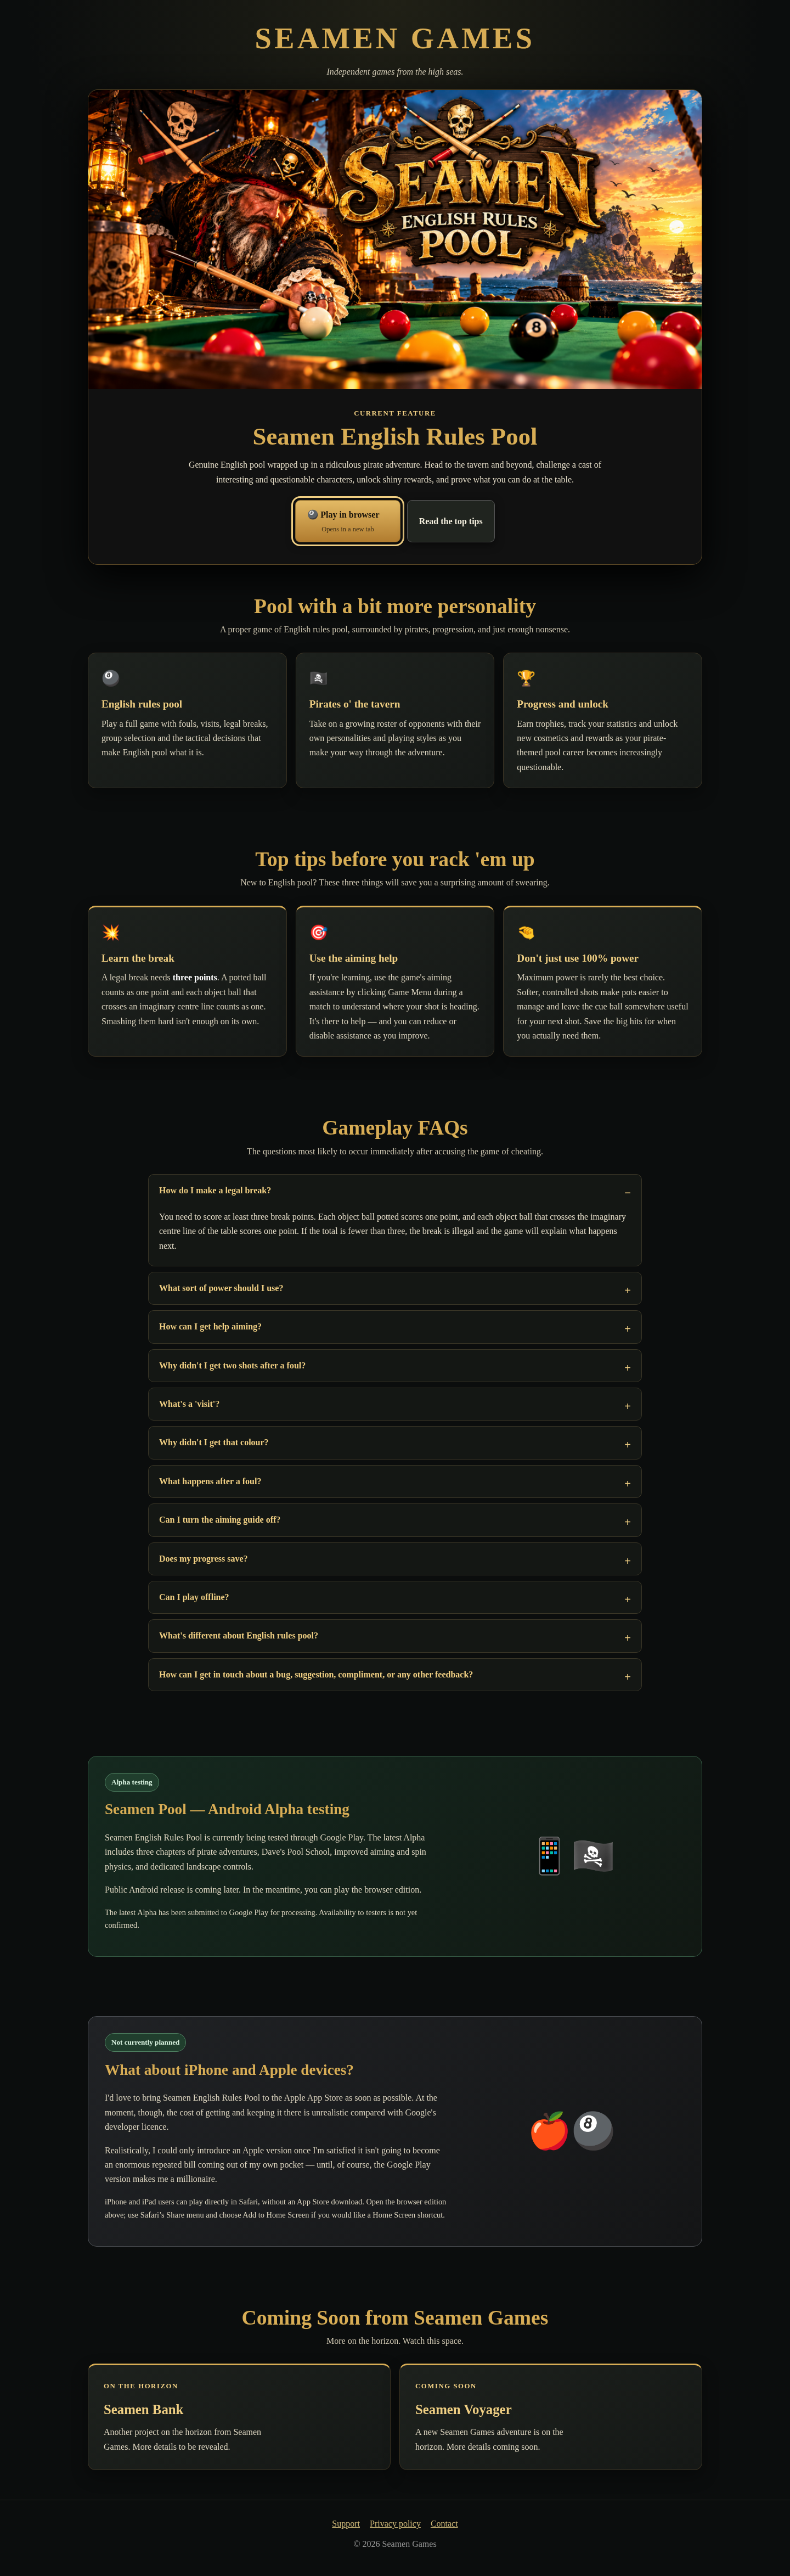 SEAMEN GAMES
Independent games from the high seas.
SEAMEN
ENGLISH RULES
POOL
8
CURRENT FEATURE
Seamen English Rules Pool
Genuine English pool wrapped up in a ridiculous pirate adventure. Head to the tavern and beyond, challenge a cast of
interesting and questionable characters, unlock shiny rewards, and prove what you can do at the table.
🎱 Play in browser
Opens in a new tab
Read the top tips
Pool with a bit more personality
A proper game of English rules pool, surrounded by pirates, progression, and just enough nonsense.
English rules pool
Play a full game with fouls, visits, legal breaks,
group selection and the tactical decisions that
make English pool what it is.
Pirates o' the tavern
Take on a growing roster of opponents with their
own personalities and playing styles as you
make your way through the adventure.
Progress and unlock
Earn trophies, track your statistics and unlock
new cosmetics and rewards as your pirate-
themed pool career becomes increasingly
questionable.
Top tips before you rack 'em up
New to English pool? These three things will save you a surprising amount of swearing.
Learn the break
A legal break needs three points. A potted ball
counts as one point and each object ball that
crosses an imaginary centre line counts as one.
Smashing them hard isn't enough on its own.
Use the aiming help
If you're learning, use the game's aiming
assistance by clicking Game Menu during a
match to understand where your shot is heading.
It's there to help — and you can reduce or
disable assistance as you improve.
Don't just use 100% power
Maximum power is rarely the best choice.
Softer, controlled shots make pots easier to
manage and leave the cue ball somewhere useful
for your next shot. Save the big hits for when
you actually need them.
Gameplay FAQs
The questions most likely to occur immediately after accusing the game of cheating.
How do I make a legal break? −
You need to score at least three break points. Each object ball potted scores one point, and each object ball that crosses the imaginary
centre line of the table scores one point. If the total is fewer than three, the break is illegal and the game will explain what happens
next.
What sort of power should I use? +
How can I get help aiming? +
Why didn't I get two shots after a foul? +
What's a 'visit'? +
Why didn't I get that colour? +
What happens after a foul? +
Can I turn the aiming guide off? +
Does my progress save? +
Can I play offline? +
What's different about English rules pool? +
How can I get in touch about a bug, suggestion, compliment, or any other feedback? +
Alpha testing
Seamen Pool — Android Alpha testing
Seamen English Rules Pool is currently being tested through Google Play. The latest Alpha
includes three chapters of pirate adventures, Dave's Pool School, improved aiming and spin
physics, and dedicated landscape controls.
Public Android release is coming later. In the meantime, you can play the browser edition.
The latest Alpha has been submitted to Google Play for processing. Availability to testers is not yet
confirmed.
Not currently planned
What about iPhone and Apple devices?
I'd love to bring Seamen English Rules Pool to the Apple App Store as soon as possible. At the
moment, though, the cost of getting and keeping it there is unrealistic compared with Google's
developer licence.
Realistically, I could only introduce an Apple version once I'm satisfied it isn't going to become
an enormous repeated bill coming out of my own pocket — until, of course, the Google Play
version makes me a millionaire.
iPhone and iPad users can play directly in Safari, without an App Store download. Open the browser edition
above; use Safari’s Share menu and choose Add to Home Screen if you would like a Home Screen shortcut.
Coming Soon from Seamen Games
More on the horizon. Watch this space.
ON THE HORIZON
Seamen Bank
Another project on the horizon from Seamen
Games. More details to be revealed.
COMING SOON
Seamen Voyager
A new Seamen Games adventure is on the
horizon. More details coming soon.
Support Privacy policy Contact
© 2026 Seamen Games